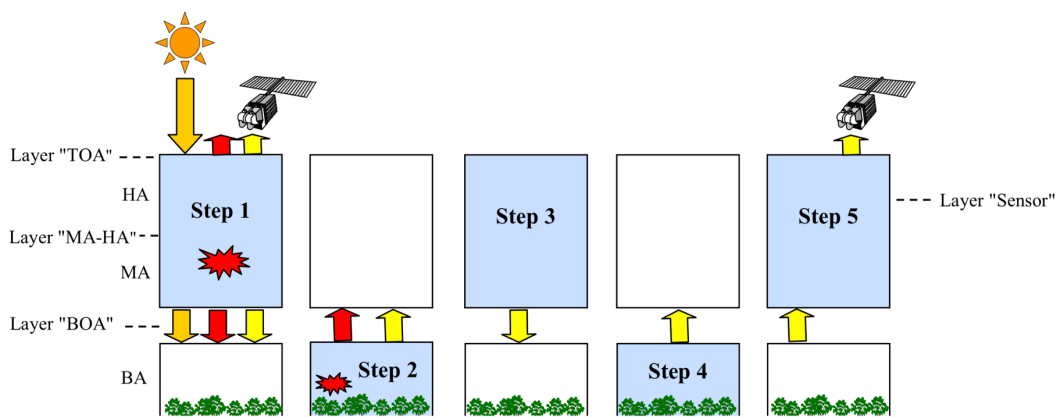 Layer "TOA"
HA
Step 1
Step 3
Step 5
Layer "Sensor"
Layer "MA-HA"
MA
Layer "BOA"
BA
Step 2
Step 4